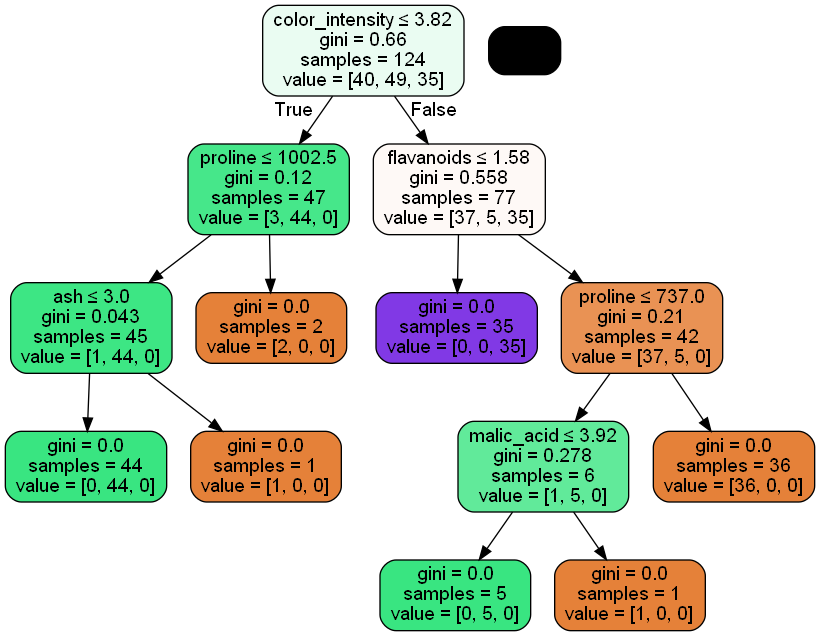 color_intensity ≤ 3.82
gini = 0.66
samples = 124
value = [40, 49, 35]
True
False
proline ≤ 1002.5
gini = 0.12
samples = 47
value = [3, 44, 0]
flavanoids ≤ 1.58
gini = 0.558
samples = 77
value = [37, 5, 35]
ash ≤ 3.0
gini = 0.043
samples = 45
value = [1, 44, 0]
gini = 0.0
samples = 2
value = [2, 0, 0]
gini = 0.0
samples = 35
value = [0, 0, 35]
proline ≤ 737.0
gini = 0.21
samples = 42
value = [37, 5, 0]
gini = 0.0
samples = 44
value = [0, 44, 0]
gini = 0.0
samples = 1
value = [1, 0, 0]
malic_acid ≤ 3.92
gini = 0.278
samples = 6
value = [1, 5, 0]
gini = 0.0
samples = 36
value = [36, 0, 0]
gini = 0.0
samples = 5
value = [0, 5, 0]
gini = 0.0
samples = 1
value = [1, 0, 0]